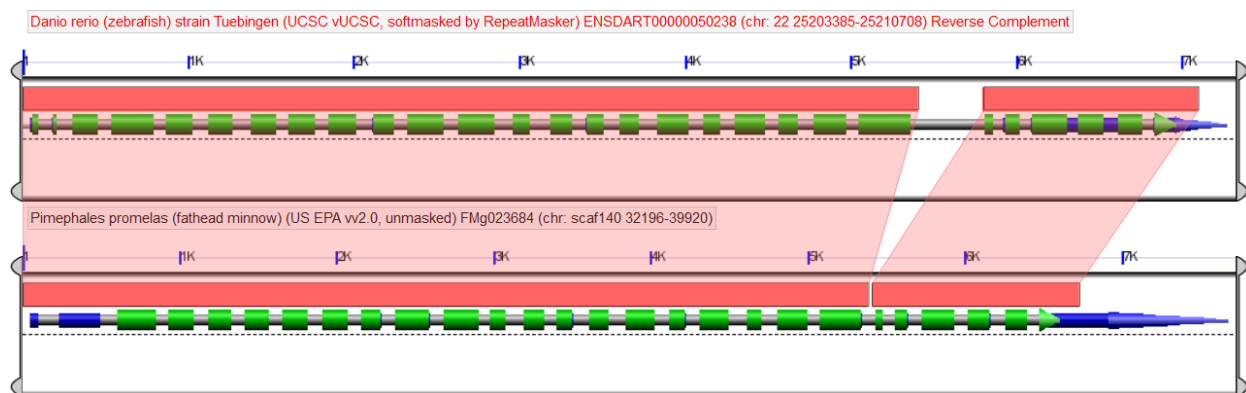 Danio rerio (zebrafish) strain Tuebingen (UCSC vUCSC, softmasked by RepeatMasker) ENSDART00000050238 (chr: 22 25203385-25210708) Reverse Complement
1 1K 2K 3K 4K 5K 6K 7K
Pimephales promelas (fathead minnow) (US EPA vv2.0, unmasked) FMg023684 (chr: scaf140 32196-39920)
1 1K 2K 3K 4K 5K 6K 7K